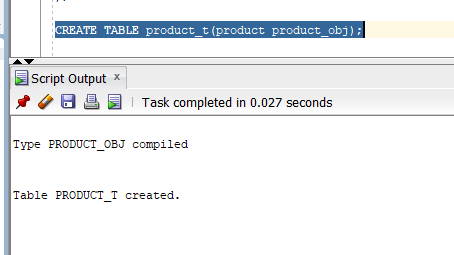 CREATE TABLE product_t(product product_obj);
Script Output x
Task completed in 0.027 seconds
Type PRODUCT_OBJ compiled
Table PRODUCT_T created.